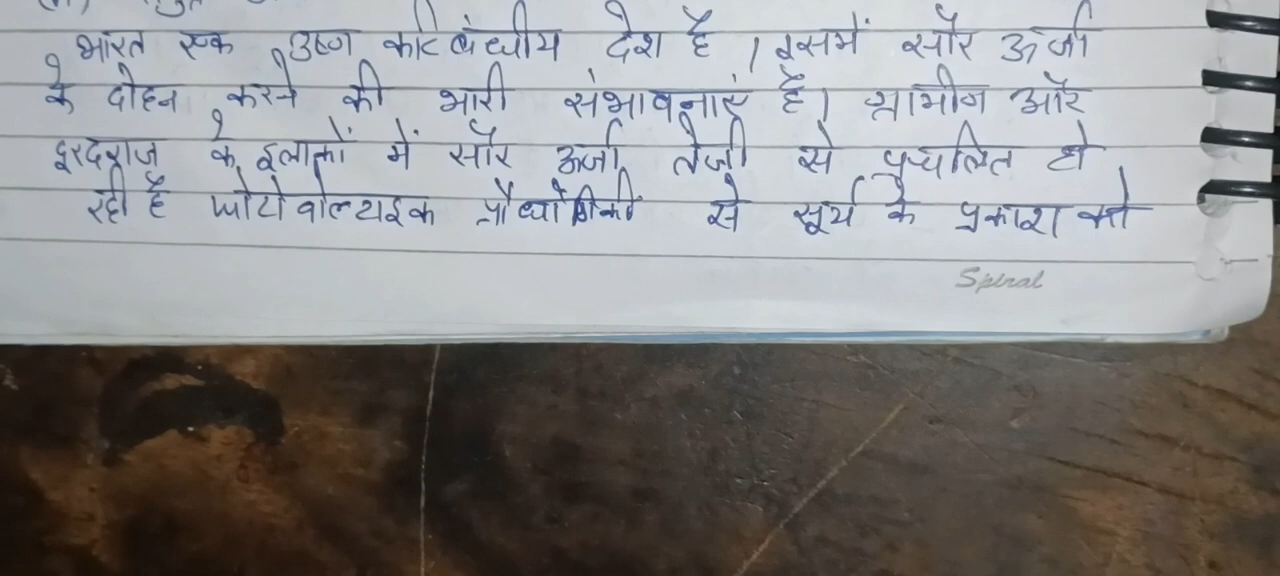 भारत एक उष्ण कटिबंधीय देश है । इसमें सौर ऊर्जा
के दोहन करने की भारी संभावनाएं हैं। ग्रामीण और
दूरदराज के इलाकों में सौर ऊर्जा तेजी से प्रचलित हो
रही है फोटोवोल्टाइक प्रौद्योगिकी से सूर्य के प्रकाश को
Spiral